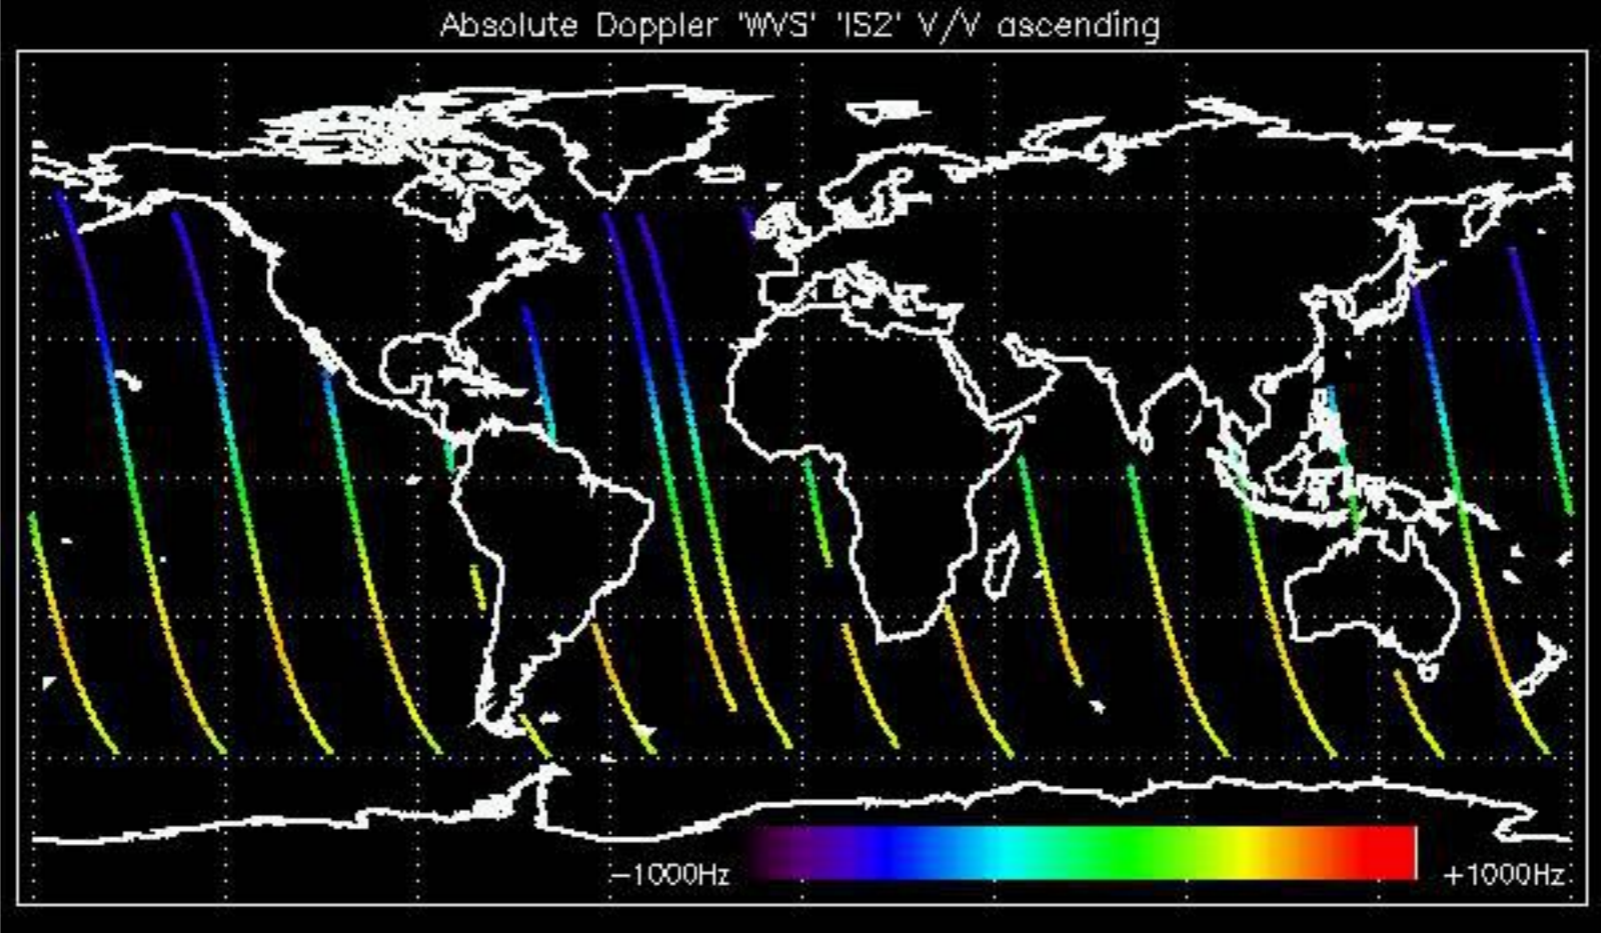 Absolute Doppler 'WVS' 'IS2' V/V ascending
−1000Hz +1000Hz